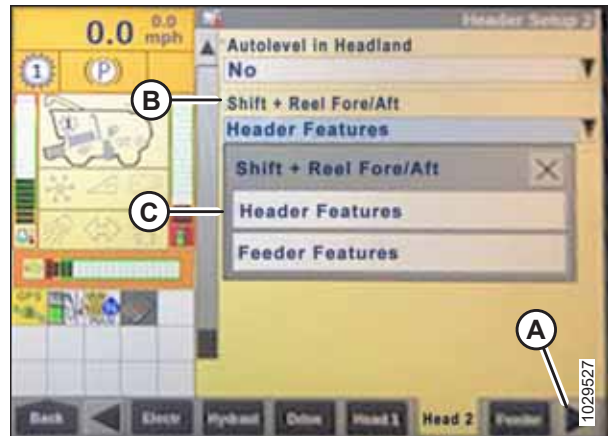 0.0
0.0
mph
1
(P)
Header Setup 2
Autolevel in Headland
No
B
Shift + Reel Fore/Aft
Header Features
Shift + Reel Fore/Aft
C
Header Features
Feeder Features
GPS
A
1029527
Back
Electr
Hydraul
Drive
Head 1
Head 2
Feeder